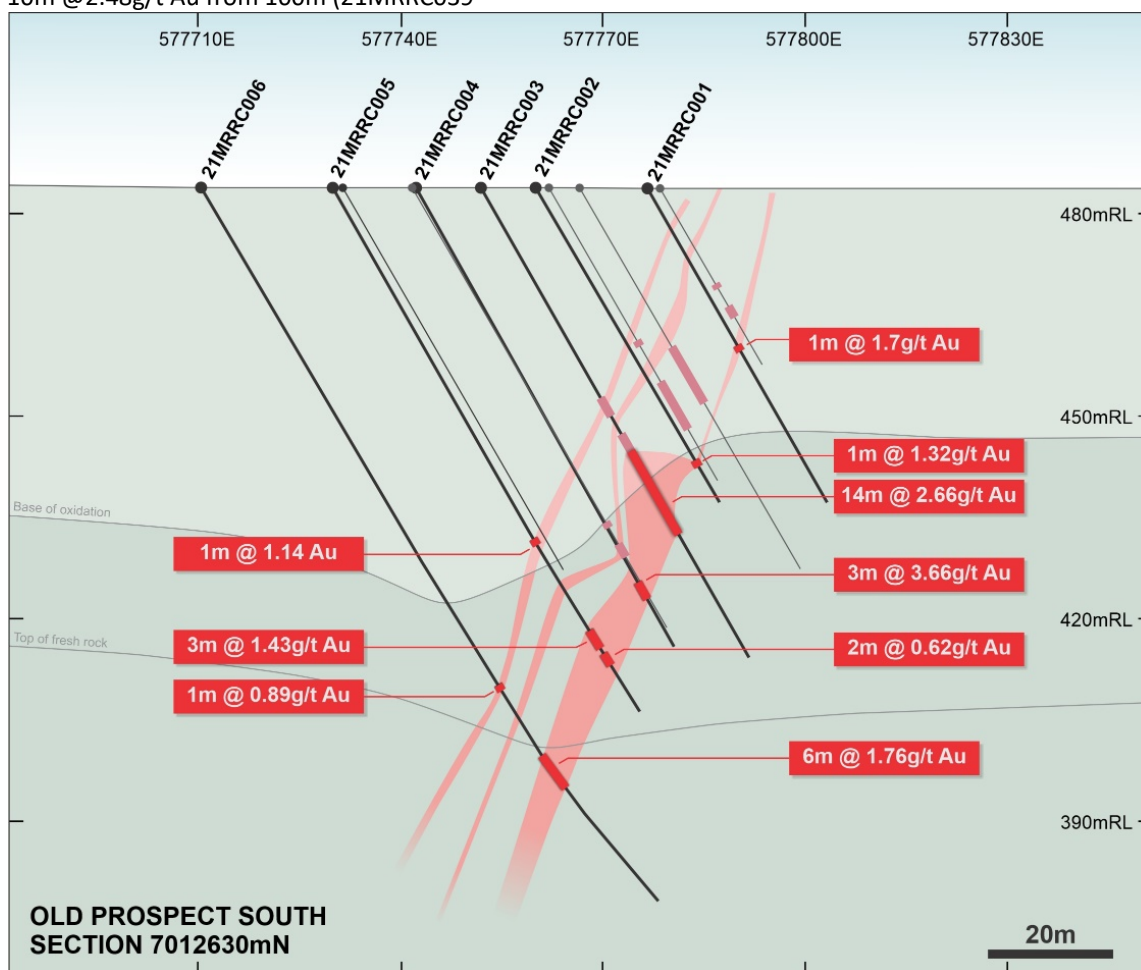 10m @2.48g/t Au from 100m (21MRRC039
577710E 577740E 577770E 577800E 577830E
21MRRC006
21MRRC005
21MRRC004
21MRRC003
21MRRC002
21MRRC001
480mRL
1m @ 1.7g/t Au
450mRL
1m @ 1.32g/t Au
14m @ 2.66g/t Au
Base of oxidation
1m @ 1.14 Au
3m @ 3.66g/t Au
420mRL
Top of fresh rock
3m @ 1.43g/t Au
2m @ 0.62g/t Au
1m @ 0.89g/t Au
6m @ 1.76g/t Au
390mRL
OLD PROSPECT SOUTH
SECTION 7012630mN
20m